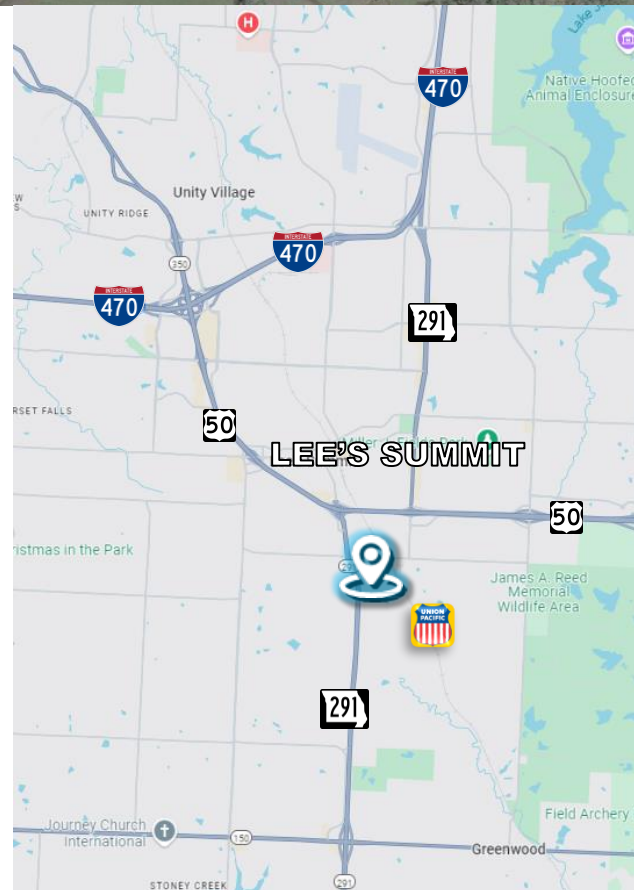 H
INTERSTATE
470
Native Hoofed
Animal Enclosure
Unity Village
UNITY RIDGE
INTERSTATE
470
350
INTERSTATE
470
291
RSET FALLS
50
LEE'S SUMMIT
50
istmas in the Park
James A. Reed
Memorial
Wildlife Area
UNION
PACIFIC
291
Field Archery
Journey Church
International
150
Greenwood
STONEY CREEK
291